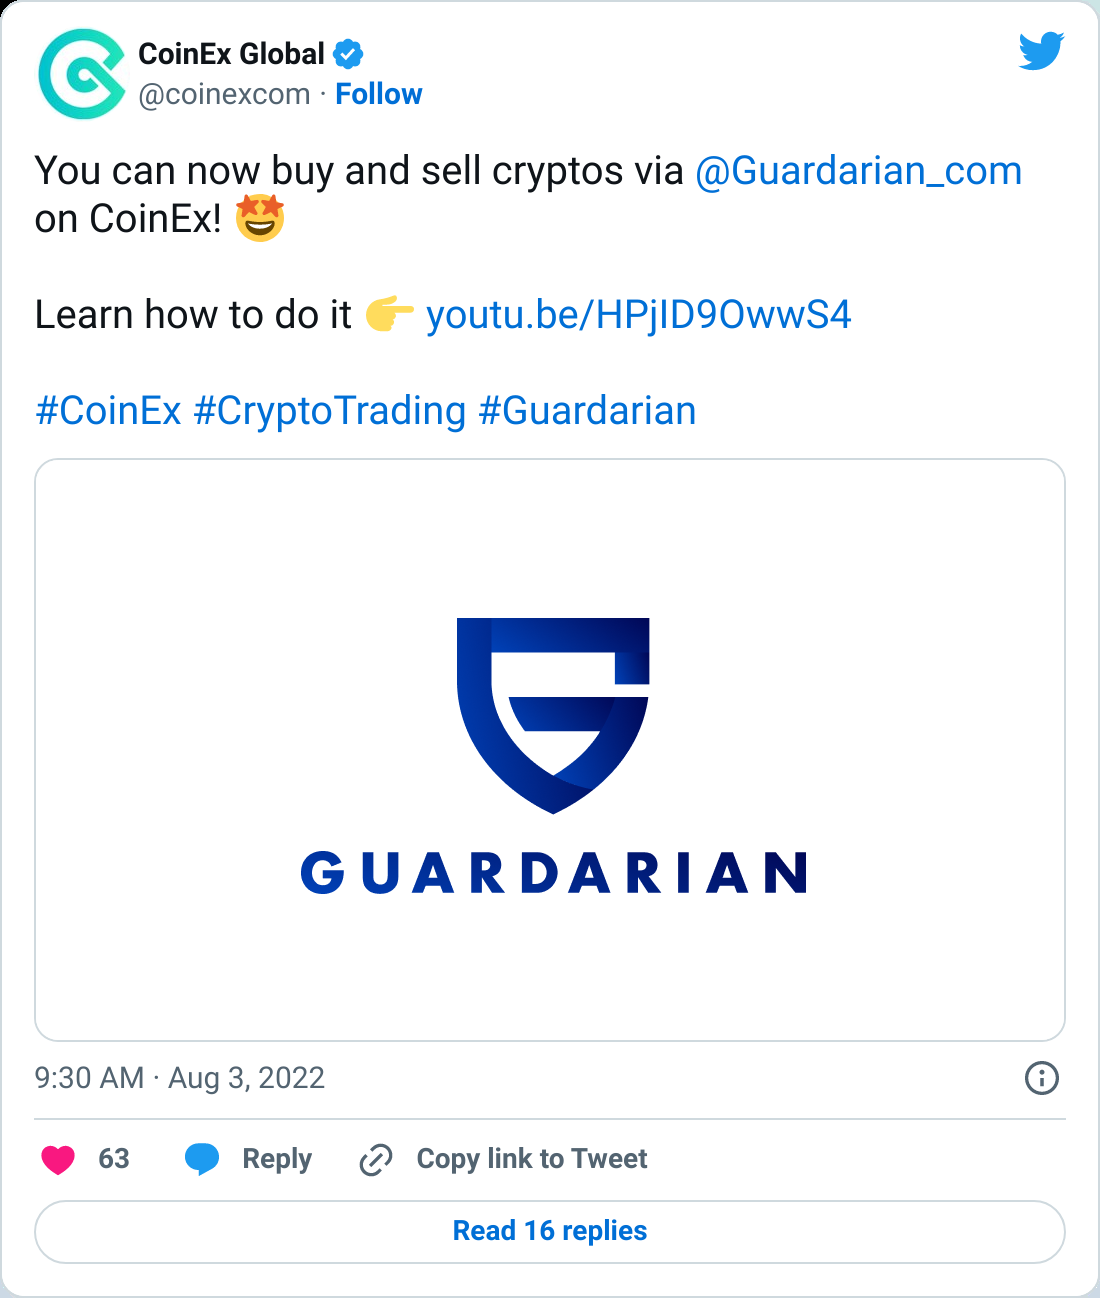 CoinEx Global
@coinexcom · Follow
You can now buy and sell cryptos via @Guardarian_com
on CoinEx! 🤩
Learn how to do it 👉 youtu.be/HPjID9OwwS4
#CoinEx #CryptoTrading #Guardarian
GUARDARIAN
9:30 AM · Aug 3, 2022
63 Reply Copy link to Tweet
Read 16 replies